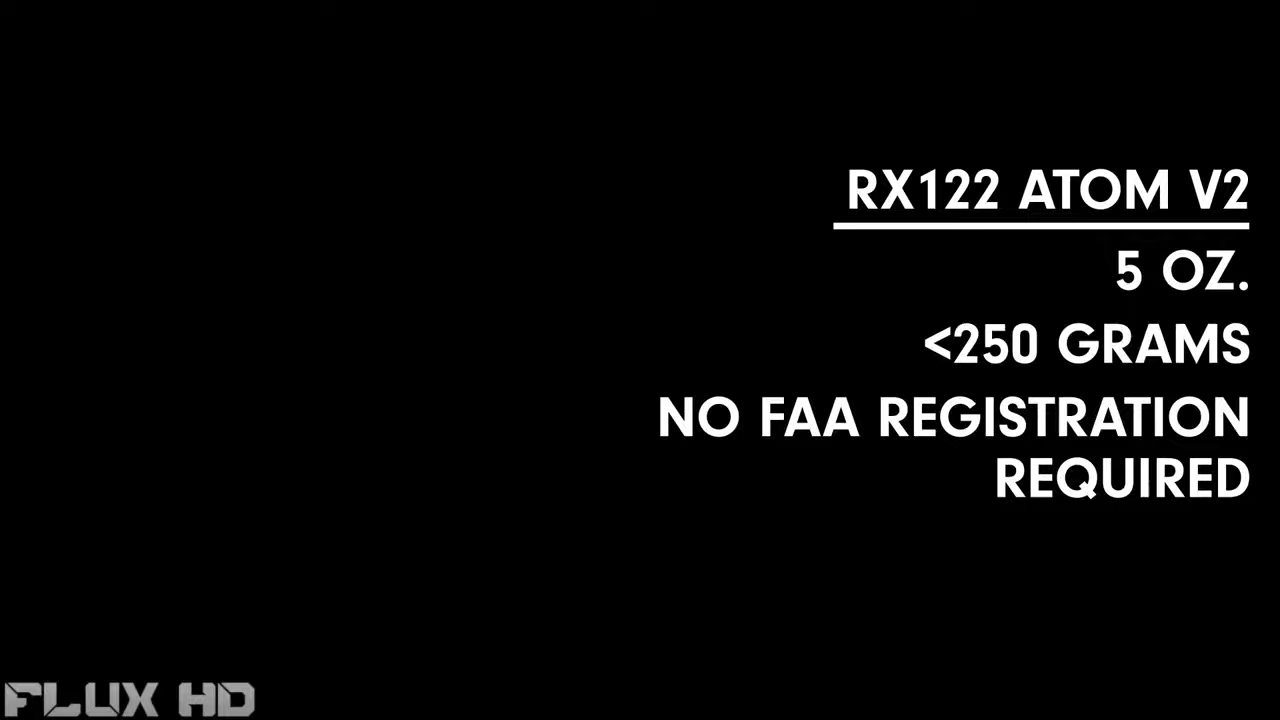 RX122 ATOM V2
5 OZ.
<250 GRAMS
NO FAA REGISTRATION
REQUIRED
FLUX HD